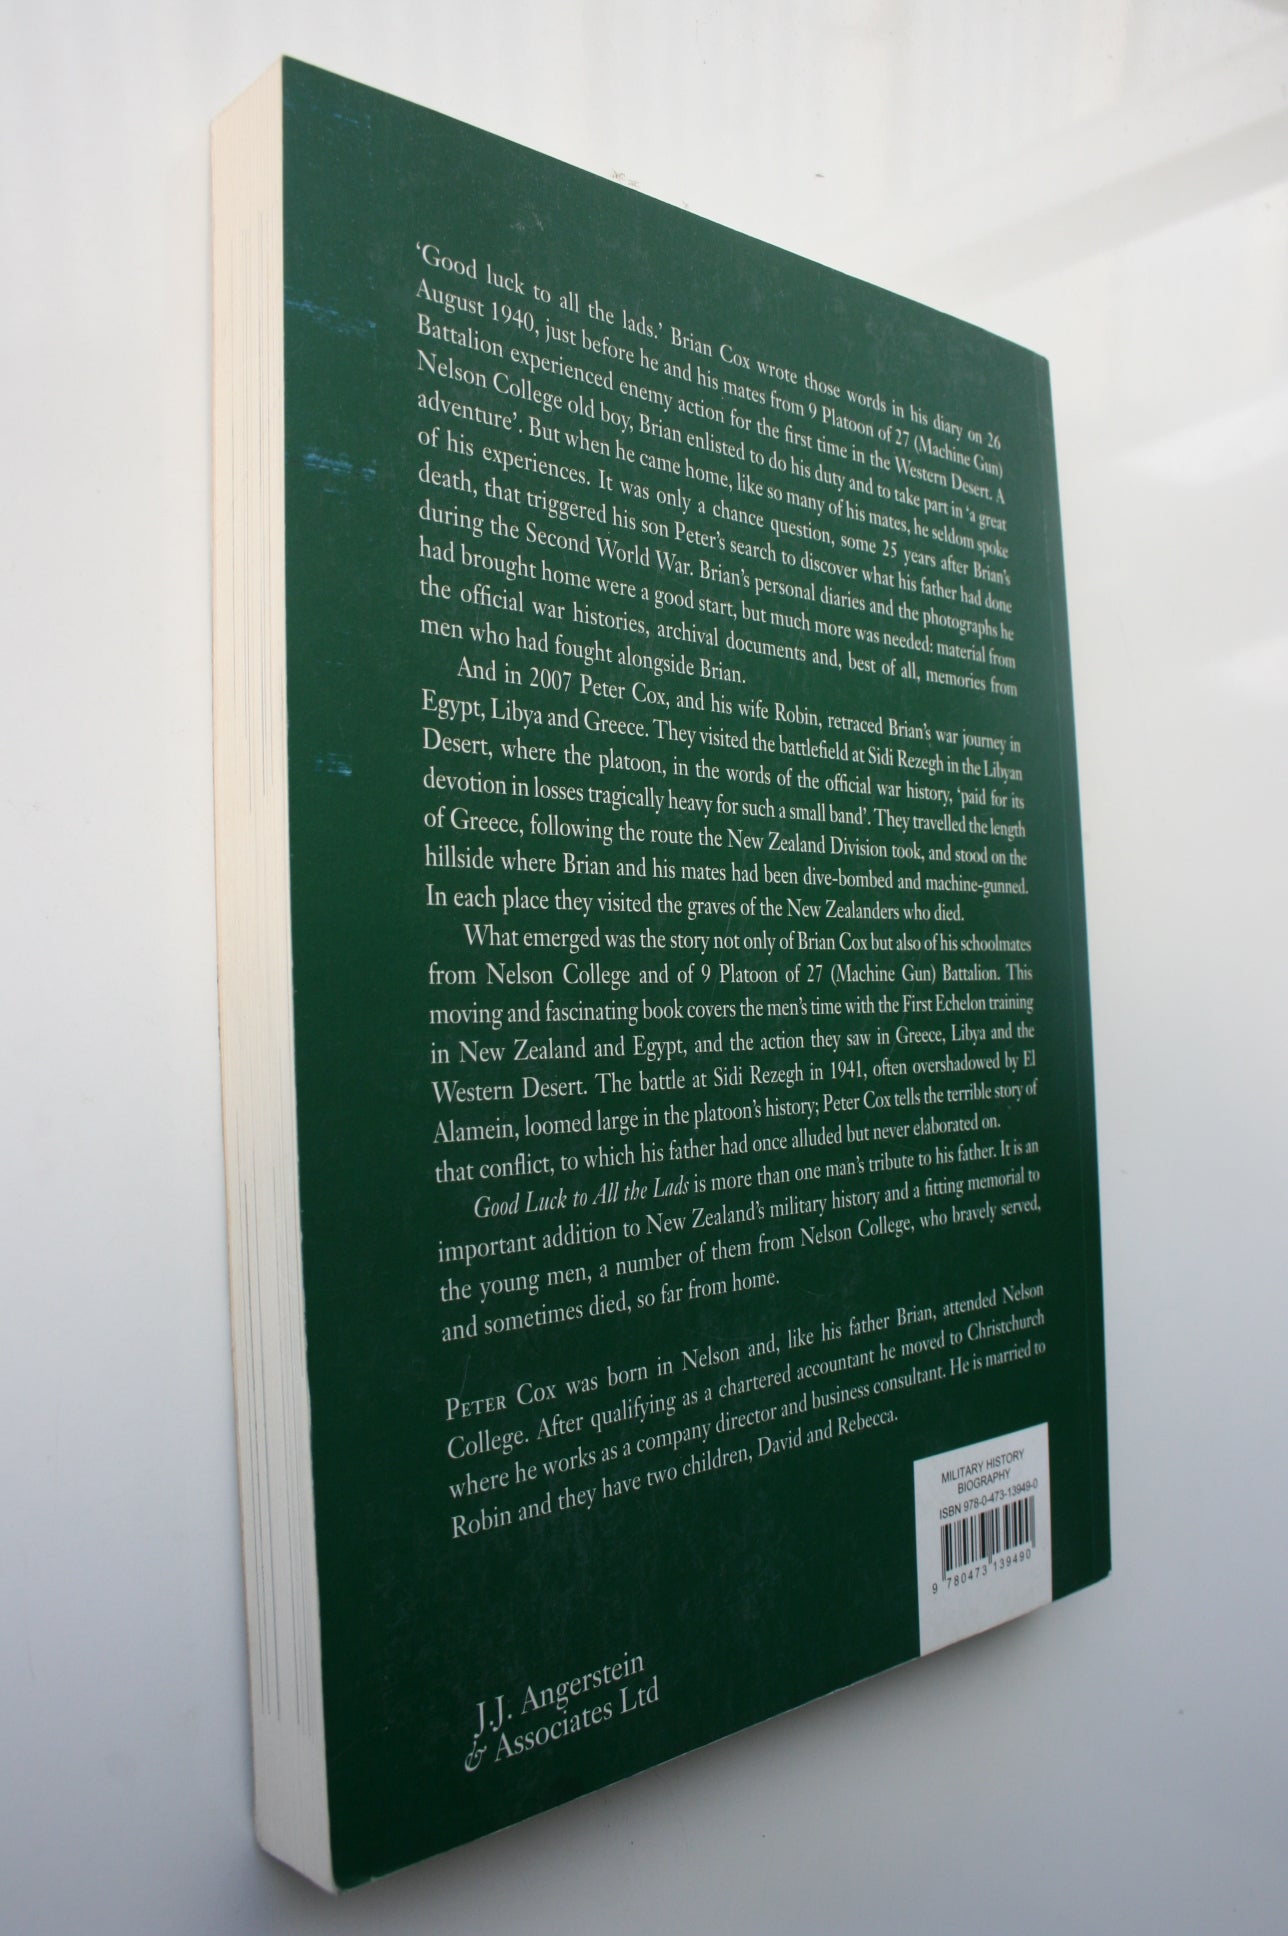 ‘Good luck to all the lads.’ Brian Cox wrote those words in his diary on 26
August 1940, just before he and his mates from 9 Platoon of 27 (Machine Gun)
Battalion experienced enemy action for the first time in the Western Desert. A
Nelson College old boy, Brian enlisted to do his duty and to take part in ‘a great
adventure’. But when he came home, like so many of his mates, he seldom spoke
of his experiences. It was only a chance question, some 25 years after Brian’s
death, that triggered his son Peter’s search to discover what his father had done
during the Second World War. Brian’s personal diaries and the photographs he
had brought home were a good start, but much more was needed: material from
the official war histories, archival documents and, best of all, memories from
men who had fought alongside Brian.
And in 2007 Peter Cox, and his wife Robin, retraced Brian’s war journey in
Egypt, Libya and Greece. They visited the battlefield at Sidi Rezegh in the Libyan
Desert, where the platoon, in the words of the official war history, ‘paid for its
devotion in losses tragically heavy for such a small band’. They travelled the length
of Greece, following the route the New Zealand Division took, and stood on the
hillside where Brian and his mates had been dive-bombed and machine-gunned.
In each place they visited the graves of the New Zealanders who died.
What emerged was the story not only of Brian Cox but also of his schoolmates
from Nelson College and of 9 Platoon of 27 (Machine Gun) Battalion. This
moving and fascinating book covers the men’s time with the First Echelon training
in New Zealand and Egypt, and the action they saw in Greece, Libya and the
Western Desert. The battle at Sidi Rezegh in 1941, often overshadowed by El
Alamein, loomed large in the platoon’s history; Peter Cox tells the terrible story of
that conflict, to which his father had once alluded but never elaborated on.
Good Luck to All the Lads is more than one man’s tribute to his father. It is an
important addition to New Zealand’s military history and a fitting memorial to
the young men, a number of them from Nelson College, who bravely served,
and sometimes died, so far from home.
PETER COX was born in Nelson and, like his father Brian, attended Nelson
College. After qualifying as a chartered accountant he moved to Christchurch
where he works as a company director and business consultant. He is married to
Robin and they have two children, David and Rebecca.
MILITARY HISTORY
BIOGRAPHY
ISBN 978-0-473-13949-0
9 780473 139490
J.J. Angerstein
& Associates Ltd